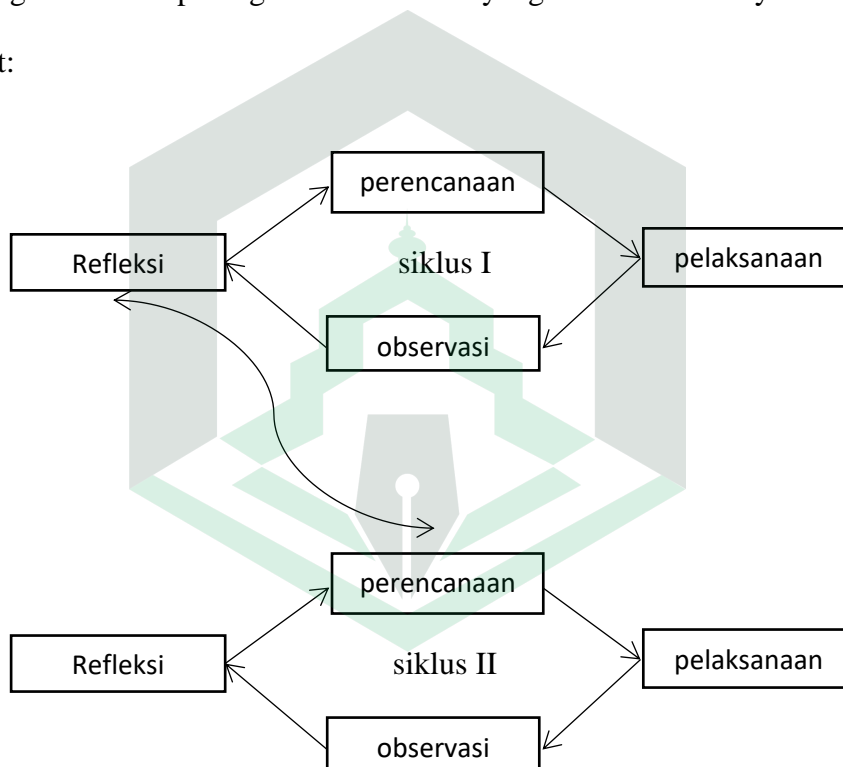 t:
perencanaan
Refleksi
siklus I
pelaksanaan
observasi
perencanaan
Refleksi
siklus II
pelaksanaan
observasi